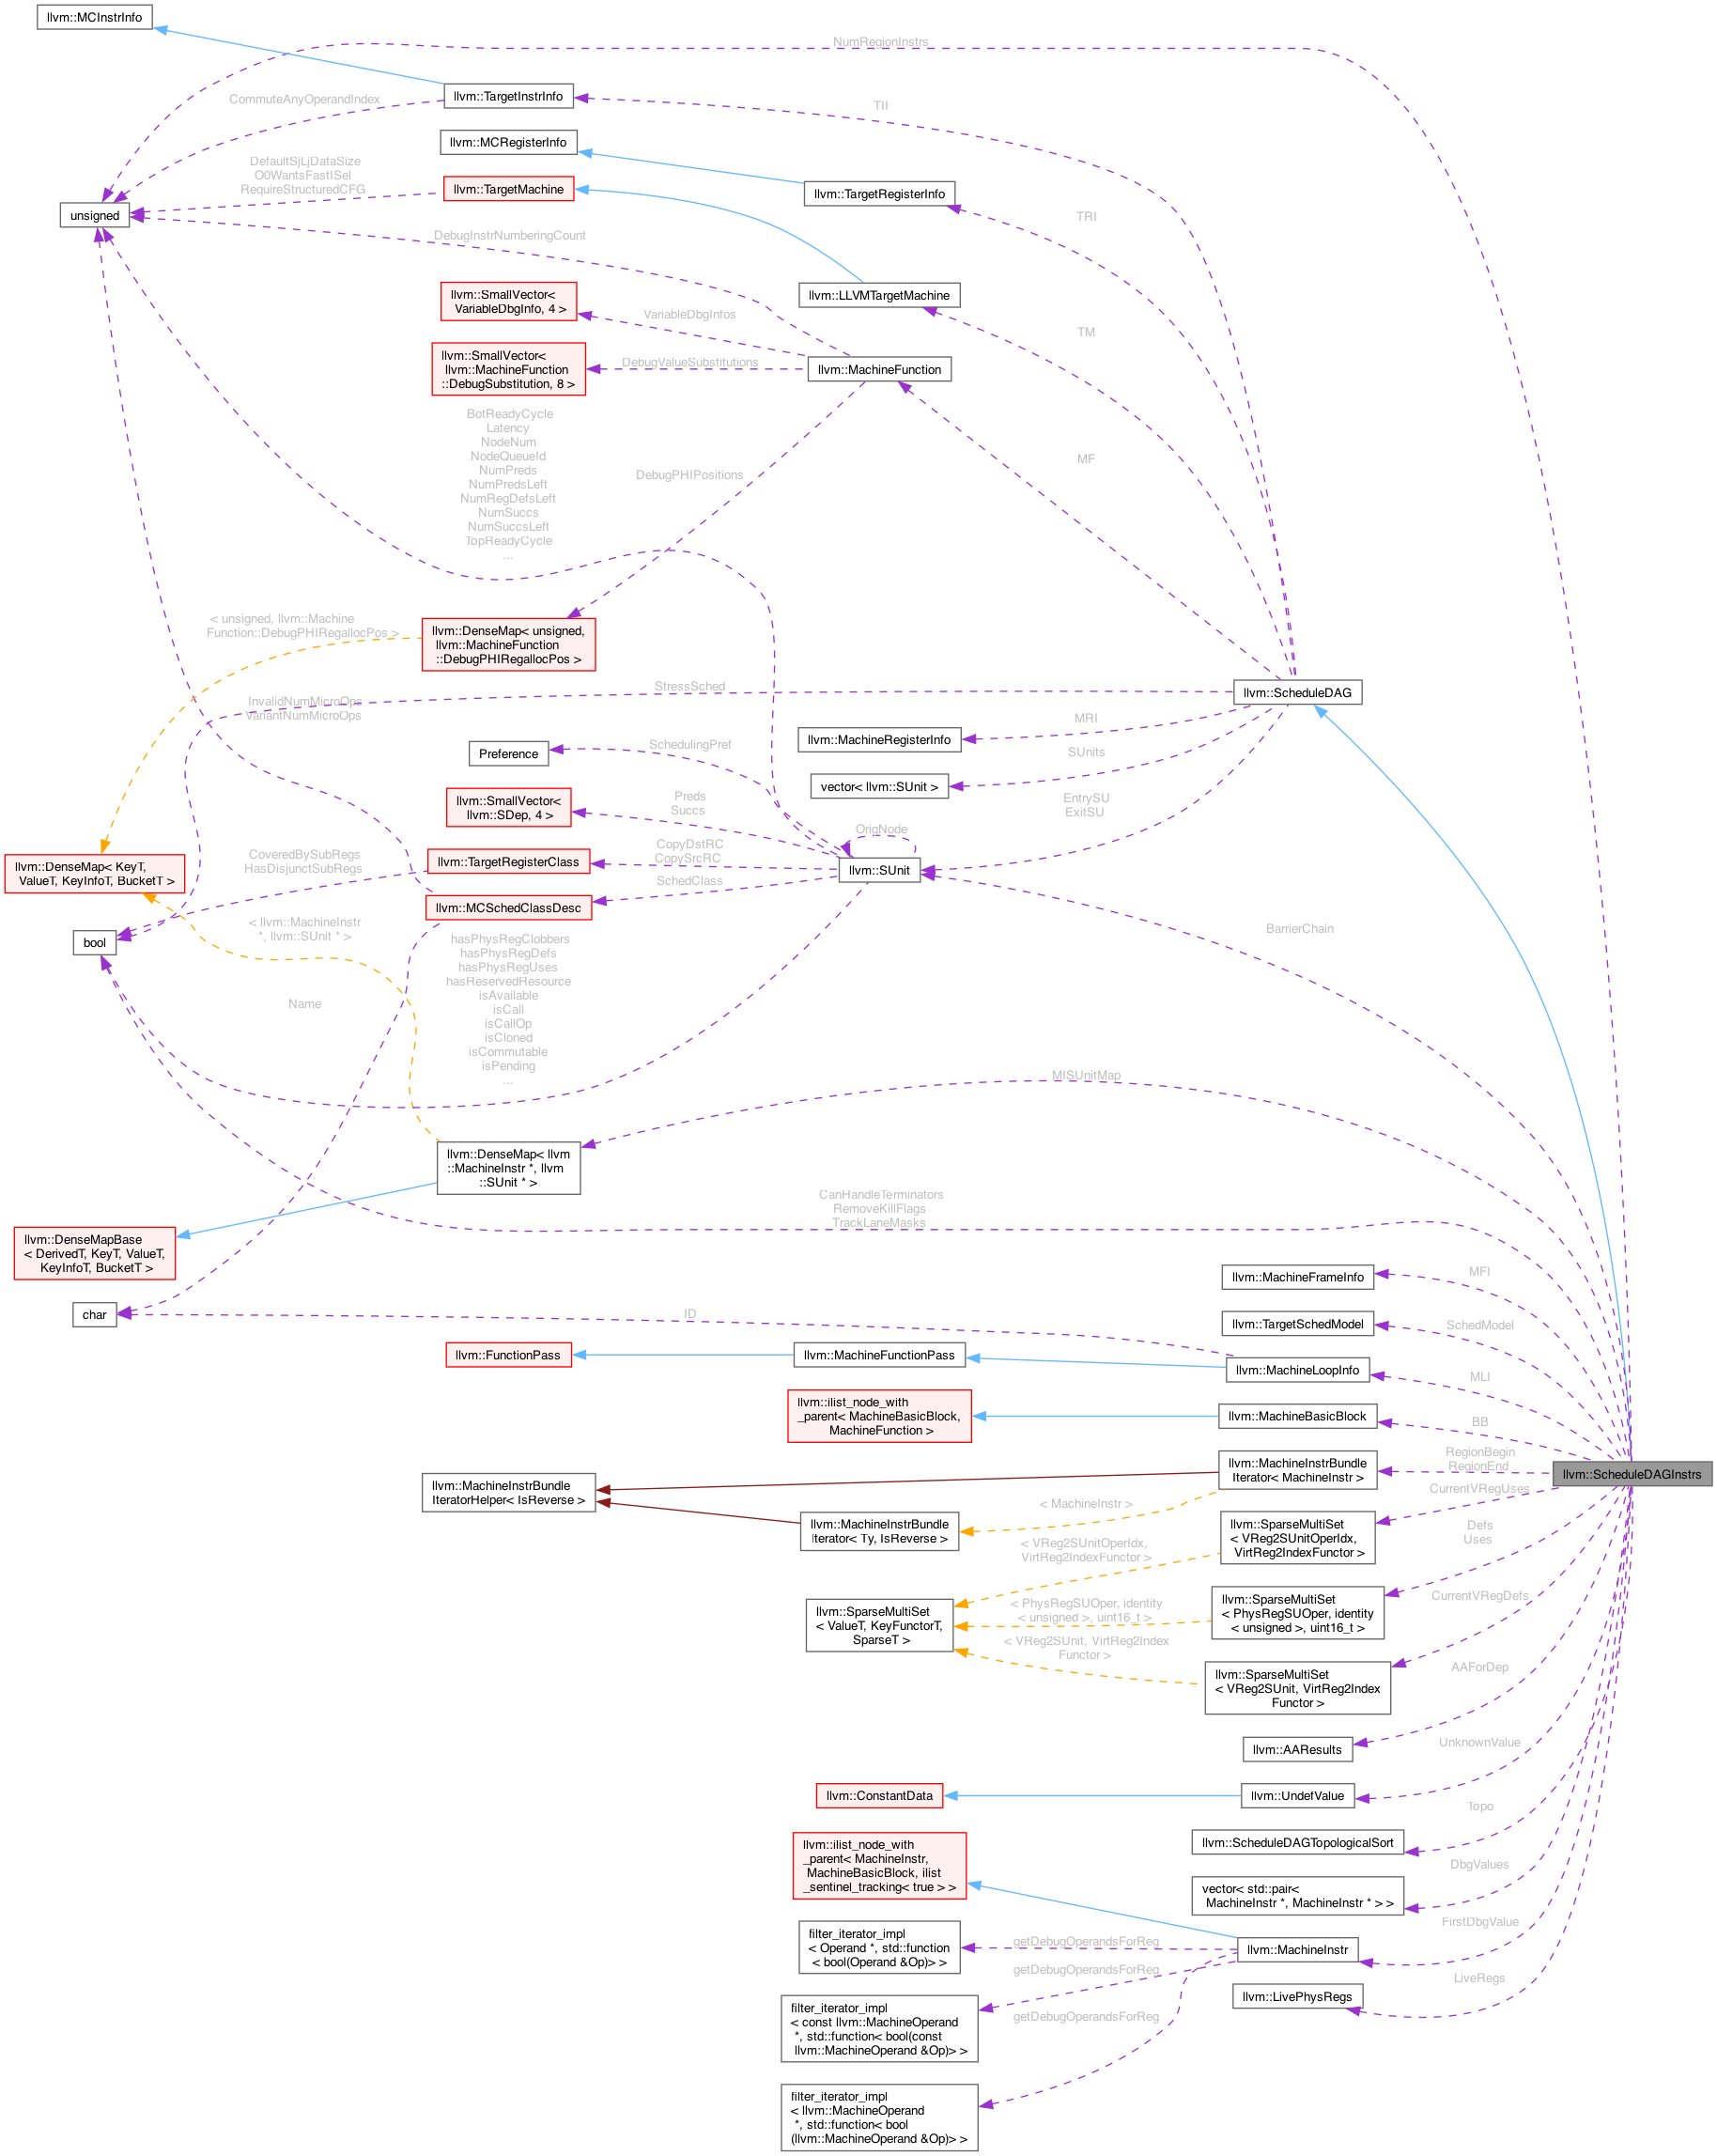 llvm::MCInstrInfo
NumRegionInstrs
llvm::TargetInstrInfo
CommuteAnyOperandIndex
TII
llvm::MCRegisterInfo
DefaultSjLjDataSize
O0WantsFastISel
RequireStructuredCFG
llvm::TargetMachine
llvm::TargetRegisterInfo
unsigned
TRI
DebugInstrNumberingCount
llvm::SmallVector<
VariableDbgInfo, 4 >
llvm::LLVMTargetMachine
VariableDbgInfos
TM
llvm::SmallVector<
llvm::MachineFunction
::DebugSubstitution, 8 >
DebugValueSubstitutions
llvm::MachineFunction
BotReadyCycle
Latency
NodeNum
NodeQueueId
NumPreds
NumPredsLeft
NumRegDefsLeft
NumSuccs
NumSuccsLeft
TopReadyCycle
...
MF
DebugPHIPositions
< unsigned, llvm::Machine
Function::DebugPHIRegallocPos >
llvm::DenseMap< unsigned,
llvm::MachineFunction
::DebugPHIRegallocPos >
StressSched
llvm::ScheduleDAG
InvalidNumMicroOps
VariantNumMicroOps
MRI
llvm::MachineRegisterInfo
Preference
SchedulingPref
SUnits
vector< llvm::SUnit >
llvm::SmallVector<
llvm::SDep, 4 >
Preds
Succs
EntrySU
ExitSU
OrigNode
CopyDstRC
CopySrcRC
llvm::TargetRegisterClass
llvm::SUnit
CoveredBySubRegs
HasDisjunctSubRegs
llvm::DenseMap< KeyT,
ValueT, KeyInfoT, BucketT >
SchedClass
llvm::MCSchedClassDesc
bool
< llvm::MachineInstr
*, llvm::SUnit * >
BarrierChain
hasPhysRegClobbers
hasPhysRegDefs
hasPhysRegUses
hasReservedResource
isAvailable
isCall
isCallOp
isCloned
isCommutable
isPending
...
Name
MISUnitMap
llvm::DenseMap< llvm
::MachineInstr *, llvm
::SUnit * >
CanHandleTerminators
RemoveKillFlags
TrackLaneMasks
llvm::DenseMapBase
< DerivedT, KeyT, ValueT,
KeyInfoT, BucketT >
llvm::MachineFrameInfo
MFI
char
ID
llvm::TargetSchedModel
SchedModel
llvm::FunctionPass
llvm::MachineFunctionPass
llvm::MachineLoopInfo
MLI
llvm::ilist_node_with
_parent< MachineBasicBlock,
MachineFunction >
llvm::MachineBasicBlock
BB
RegionBegin
RegionEnd
llvm::ScheduleDAGInstrs
llvm::MachineInstrBundle
Iterator< MachineInstr >
llvm::MachineInstrBundle
IteratorHelper< IsReverse >
CurrentVRegUses
< MachineInstr >
llvm::MachineInstrBundle
Iterator< Ty, IsReverse >
llvm::SparseMultiSet
< VReg2SUnitOperIdx,
VirtReg2IndexFunctor >
Defs
Uses
< VReg2SUnitOperIdx,
VirtReg2IndexFunctor >
llvm::SparseMultiSet
< ValueT, KeyFunctorT,
SparseT >
< PhysRegSUOper, identity
< unsigned >, uint16_t >
llvm::SparseMultiSet
< PhysRegSUOper, identity
< unsigned >, uint16_t >
CurrentVRegDefs
< VReg2SUnit, VirtReg2Index
Functor >
llvm::SparseMultiSet
< VReg2SUnit, VirtReg2Index
Functor >
AAForDep
llvm::AAResults
UnknownValue
llvm::ConstantData
llvm::UndefValue
Topo
llvm::ScheduleDAGTopologicalSort
llvm::ilist_node_with
_parent< MachineInstr,
MachineBasicBlock, ilist
_sentinel_tracking< true > >
DbgValues
vector< std::pair<
MachineInstr *, MachineInstr * > >
FirstDbgValue
filter_iterator_impl
< Operand *, std::function
< bool(Operand &Op)> >
getDebugOperandsForReg
llvm::MachineInstr
getDebugOperandsForReg
LiveRegs
llvm::LivePhysRegs
filter_iterator_impl
< const llvm::MachineOperand
*, std::function< bool(const
llvm::MachineOperand &Op)> >
getDebugOperandsForReg
filter_iterator_impl
< llvm::MachineOperand
*, std::function< bool
(llvm::MachineOperand &Op)> >